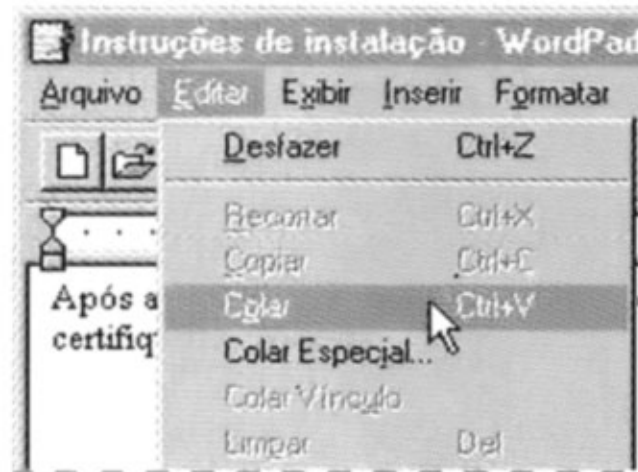 Instruções de instalação - WordPad
Arquivo Editar Exibir Inserir Formatar
Desfazer Ctrl+Z
Recortar Ctrl+X
Copiar Ctrl+C
Colar Ctrl+V
Colar Especial...
Colar Vínculo
Limpar Del
Após a
certifiq